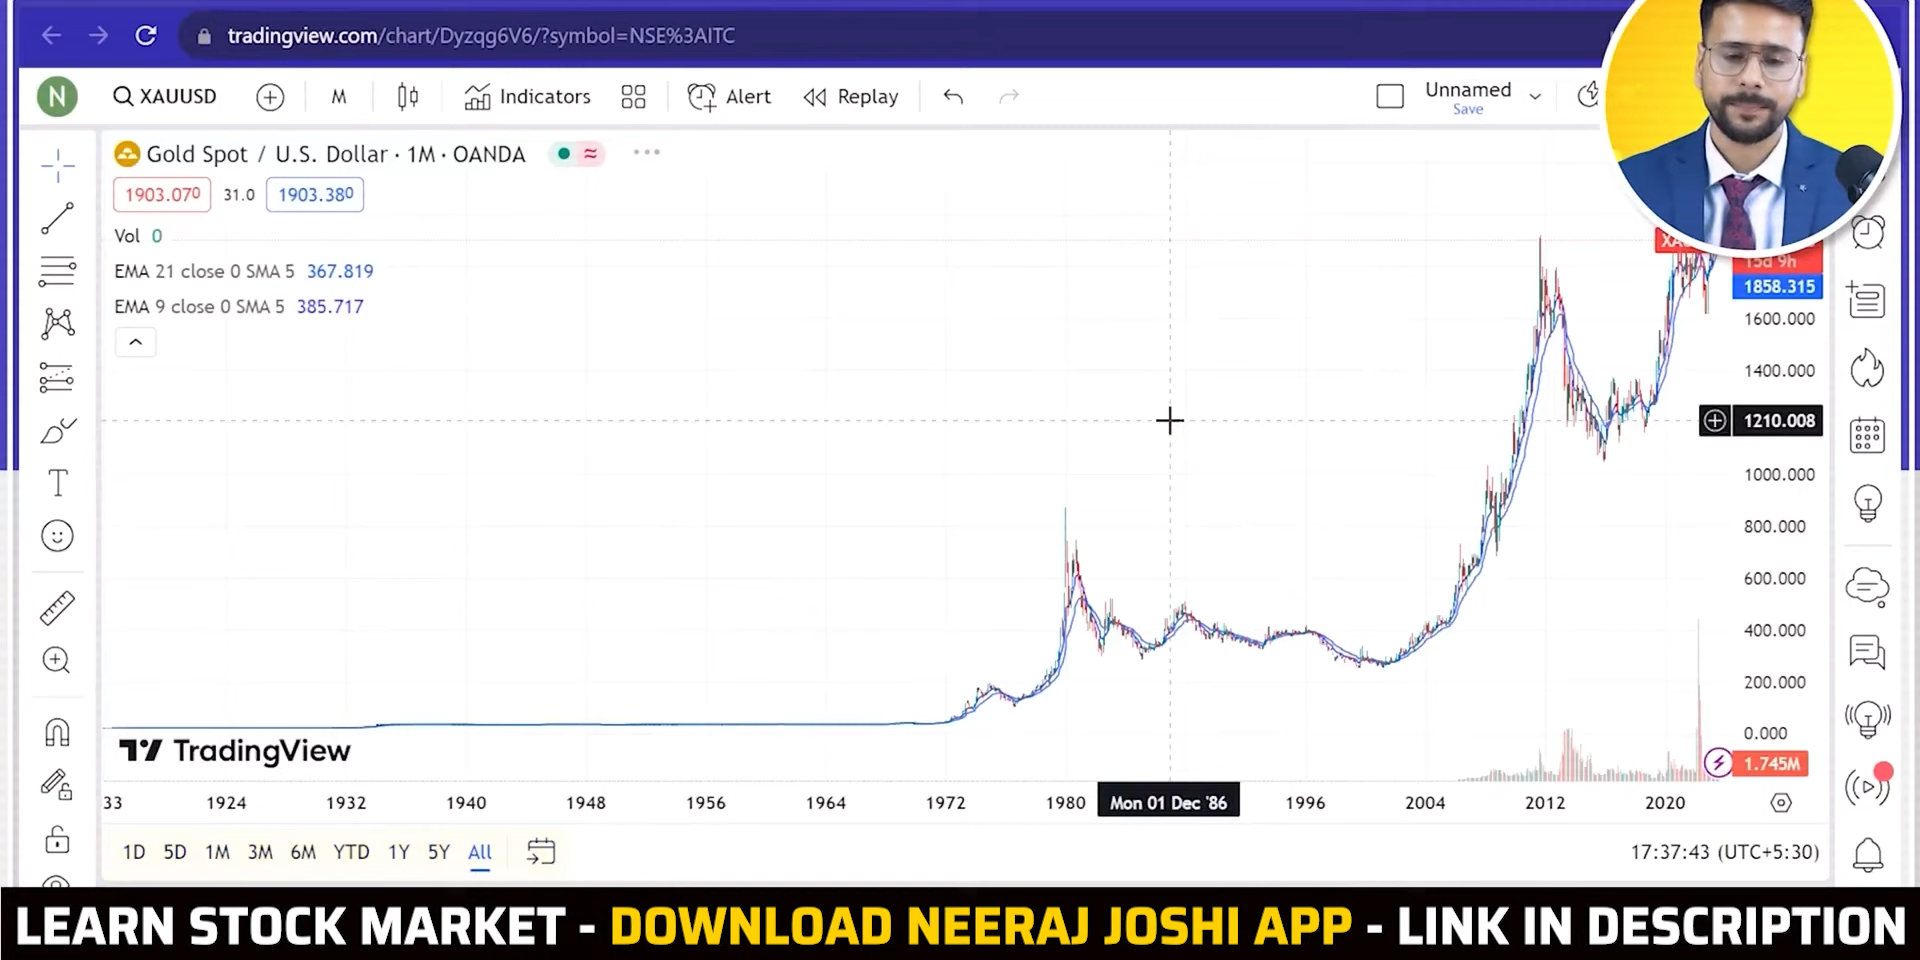 tradingview.com/chart/Dyzqg6V6/?symbol=NSE%3AITC
N XAUUSD M Indicators Alert Replay Unnamed
Save
Gold Spot / U.S. Dollar · 1M · OANDA
1903.070 31.0 1903.380
Vol 0
EMA 21 close 0 SMA 5 367.819
EMA 9 close 0 SMA 5 385.717
15d 9h
1858.315
1600.000
1400.000
1210.008
1000.000
800.000
600.000
400.000
200.000
0.000
1.745M
TradingView
33 1924 1932 1940 1948 1956 1964 1972 1980 Mon 01 Dec '86 1996 2004 2012 2020
1D 5D 1M 3M 6M YTD 1Y 5Y All 17:37:43 (UTC+5:30)
LEARN STOCK MARKET - DOWNLOAD NEERAJ JOSHI APP - LINK IN DESCRIPTION